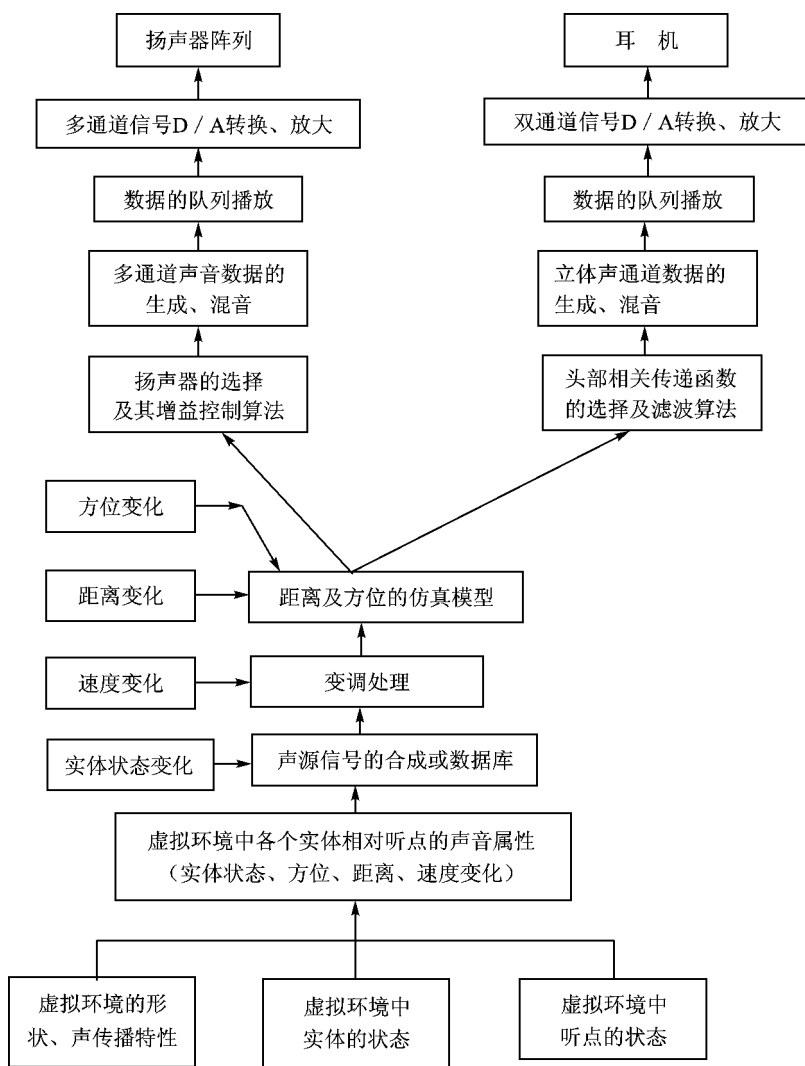 扬声器阵列
耳 机
多通道信号D / A转换、放大
双通道信号D / A转换、放大
数据的队列播放
数据的队列播放
多通道声音数据的
生成、混音
立体声通道数据的
生成、混音
扬声器的选择
及其增益控制算法
头部相关传递函数
的选择及滤波算法
方位变化
距离变化
距离及方位的仿真模型
速度变化
变调处理
实体状态变化
声源信号的合成或数据库
虚拟环境中各个实体相对听点的声音属性
（实体状态、方位、距离、速度变化）
虚拟环境的形
状、声传播特性
虚拟环境中
实体的状态
虚拟环境中
听点的状态